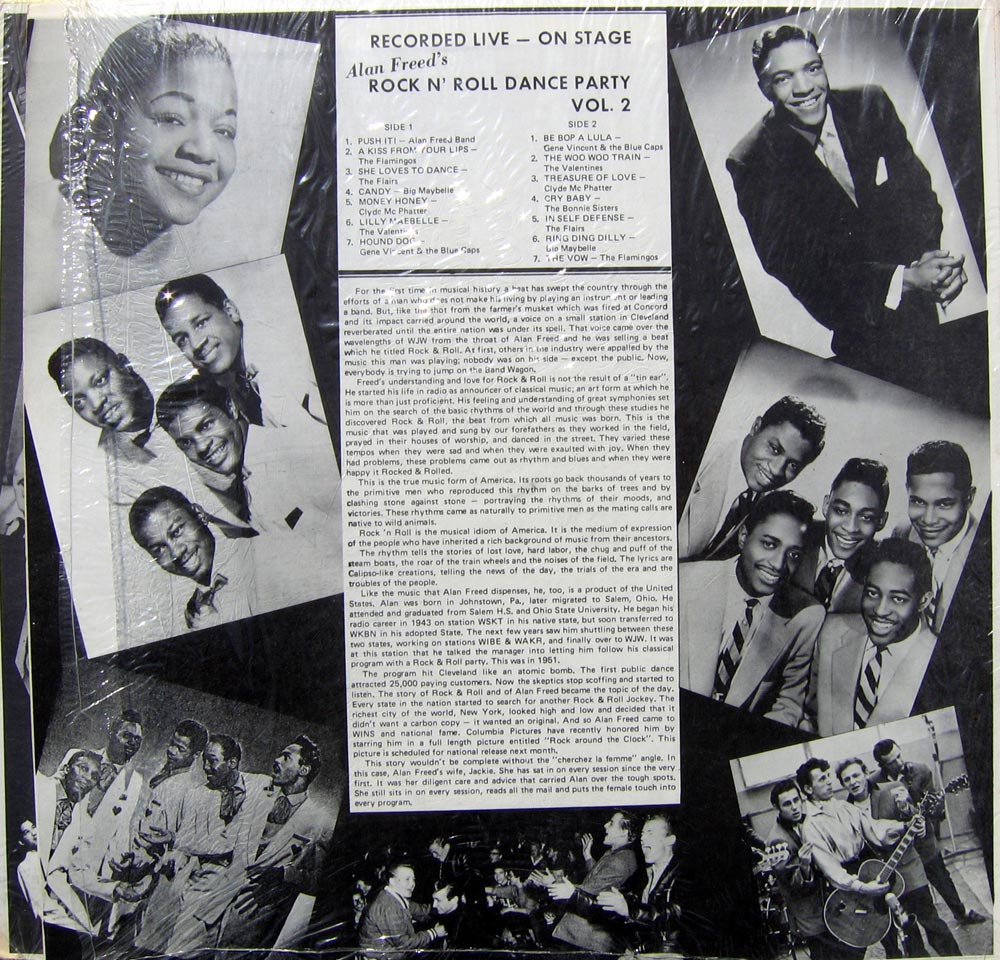 RECORDED LIVE — ON STAGE
Alan Freed's
ROCK N' ROLL DANCE PARTY
VOL. 2
SIDE 1
1. PUSH IT! — Alan Freed Band
2. A KISS FROM YOUR LIPS —
The Flamingos
3. SHE LOVES TO DANCE —
The Flairs
4. CANDY — Big Maybelle
5. MONEY HONEY —
Clyde Mc Phatter
6. LILLY MAEBELLE —
The Valentines
7. HOUND DOG —
Gene Vincent & the Blue Caps
SIDE 2
1. BE BOP A LULA —
Gene Vincent & the Blue Caps
2. THE WOO WOO TRAIN —
The Valentines
3. TREASURE OF LOVE —
Clyde Mc Phatter
4. CRY BABY —
The Bonnie Sisters
5. IN SELF DEFENSE —
The Flairs
6. RING DING DILLY —
Big Maybelle
7. THE VOW — The Flamingos
For the first time in musical history a beat has swept the country through the
efforts of a man who does not make his living by playing an instrument or leading
a band. But, like the shot from the farmer's musket which was fired at Concord
and its impact carried around the world, a voice on a small station in Cleveland
reverberated until the entire nation was under its spell. That voice came over the
wavelengths of WJW from the throat of Alan Freed and he was selling a beat
which he titled Rock & Roll. At first, others in the industry were appalled by the
music this man was playing; nobody was on his side — except the public. Now,
everybody is trying to jump on the Band Wagon.
Freed's understanding and love for Rock & Roll is not the result of a "tin ear".
He started his life in radio as announcer of classical music; an art form at which he
is more than just proficient. His feeling and understanding of great symphonies set
him on the search of the basic rhythms of the world and through these studies he
discovered Rock & Roll, the beat from which all music was born. This is the
music that was played and sung by our forefathers as they worked in the field,
prayed in their houses of worship, and danced in the street. They varied these
tempos when they were sad and when they were exaulted with joy. When they
had problems, these problems came out as rhythm and blues and when they were
happy it Rocked & Rolled.
This is the true music form of America. Its roots go back thousands of years to
the primitive men who reproduced this rhythm on the barks of trees and by
clashing stone against stone — portraying the rhythms of their moods, and
victories. These rhythms came as naturally to primitive men as the mating calls are
native to wild animals.
Rock 'n Roll is the musical idiom of America. It is the medium of expression
of the people who have inherited a rich background of music from their ancestors.
The rhythm tells the stories of lost love, hard labor, the chug and puff of the
steam boats, the roar of the train wheels and the noises of the field. The lyrics are
Calipso-like creations, telling the news of the day, the trials of the era and the
troubles of the people.
Like the music that Alan Freed dispenses, he, too, is a product of the United
States. Alan was born in Johnstown, Pa., later migrated to Salem, Ohio. He
attended and graduated from Salem H.S. and Ohio State University. He began his
radio career in 1943 on station WSKT in his native state, but soon transferred to
WKBN in his adopted State. The next few years saw him shuttling between these
two states, working on stations WIBE & WAKR, and finally over to WJW. It was
at this station that he talked the manager into letting him follow his classical
program with a Rock & Roll party. This was in 1951.
The program hit Cleveland like an atomic bomb. The first public dance
attracted 25,000 paying customers. Now the skeptics stop scoffing and started to
listen. The story of Rock & Roll and of Alan Freed became the topic of the day.
Every state in the nation started to search for another Rock & Roll Jockey. The
richest city of the world, New York, looked high and low and decided that it
didn't want a carbon copy — it wanted an original. And so Alan Freed came to
WINS and national fame. Columbia Pictures have recently honored him by
starring him in a full length picture entitled "Rock around the Clock". This
picture is scheduled for national release next month.
This story wouldn't be complete without the "cherchez la femme" angle. In
this case, Alan Freed's wife, Jackie. She has sat in on every session since the very
first. It was her diligent care and advice that carried Alan over the tough spots.
She still sits in on every session, reads all the mail and puts the female touch into
every program.